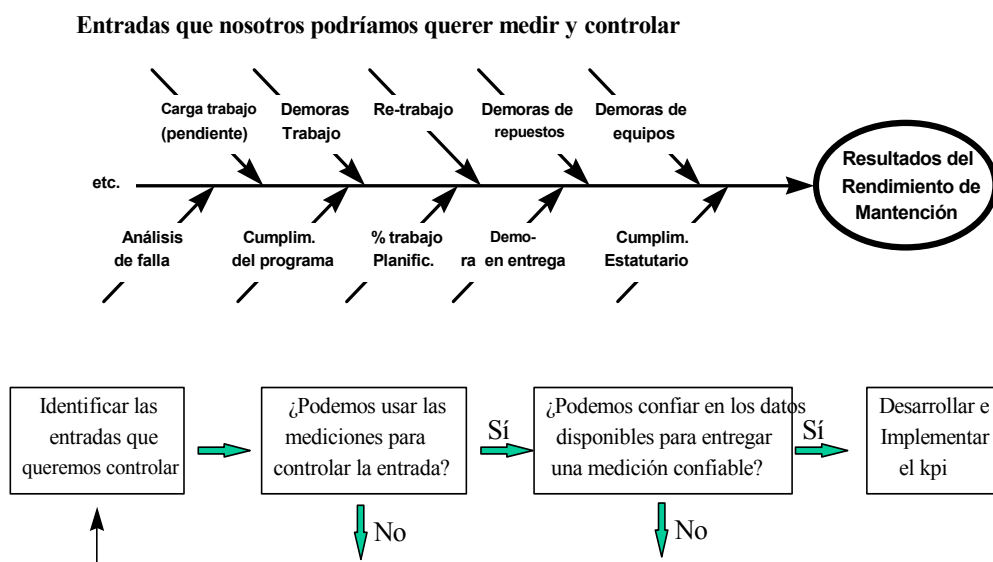 Entradas que nosotros podríamos querer medir y controlar
Carga trabajo
(pendiente)
Demoras
Trabajo
Re-trabajo
Demoras de
repuestos
Demoras de
equipos
etc.
Resultados del
Rendimiento de
Mantención
Análisis
de falla
Cumplim.
del programa
% trabajo
Planific.
Demo-
ra en entrega
Cumplim.
Estatutario
Identificar las
entradas que
queremos controlar
¿Podemos usar las
mediciones para
controlar la entrada?
Sí
¿Podemos confiar en los datos
disponibles para entregar
una medición confiable?
Sí
Desarrollar e
Implementar
el kpi
No
No